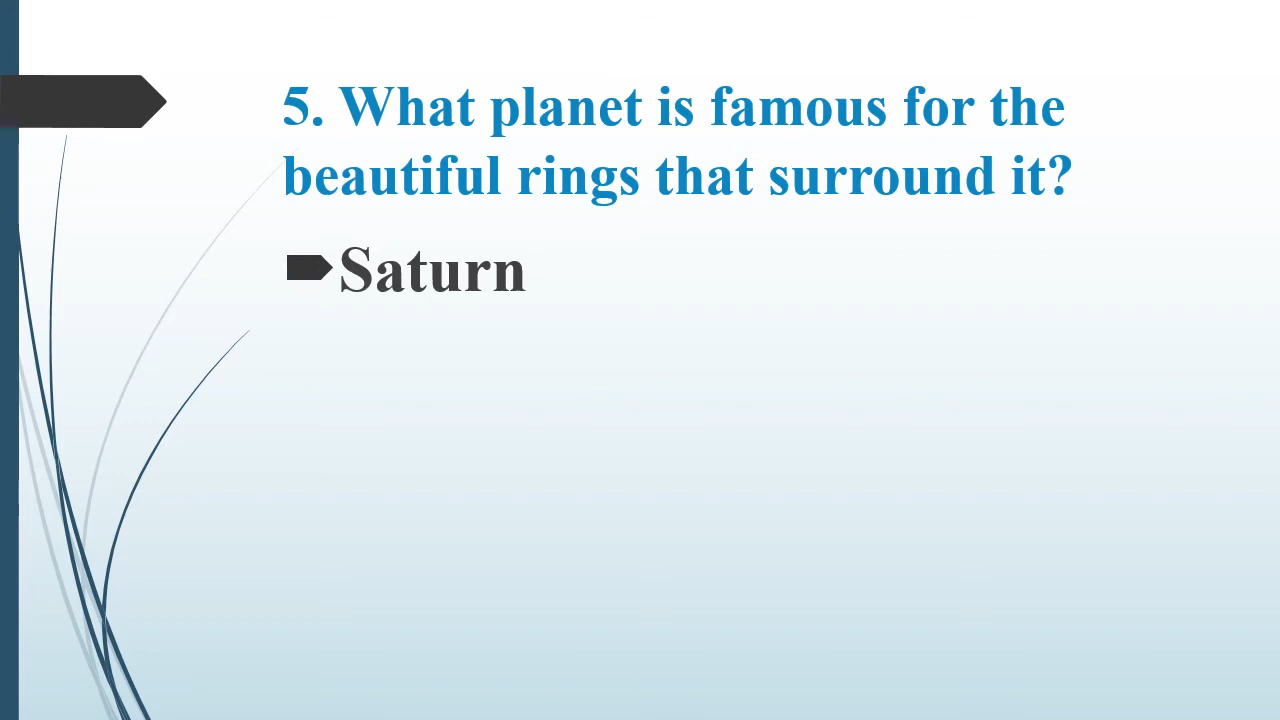 5. What planet is famous for the
beautiful rings that surround it?
Saturn